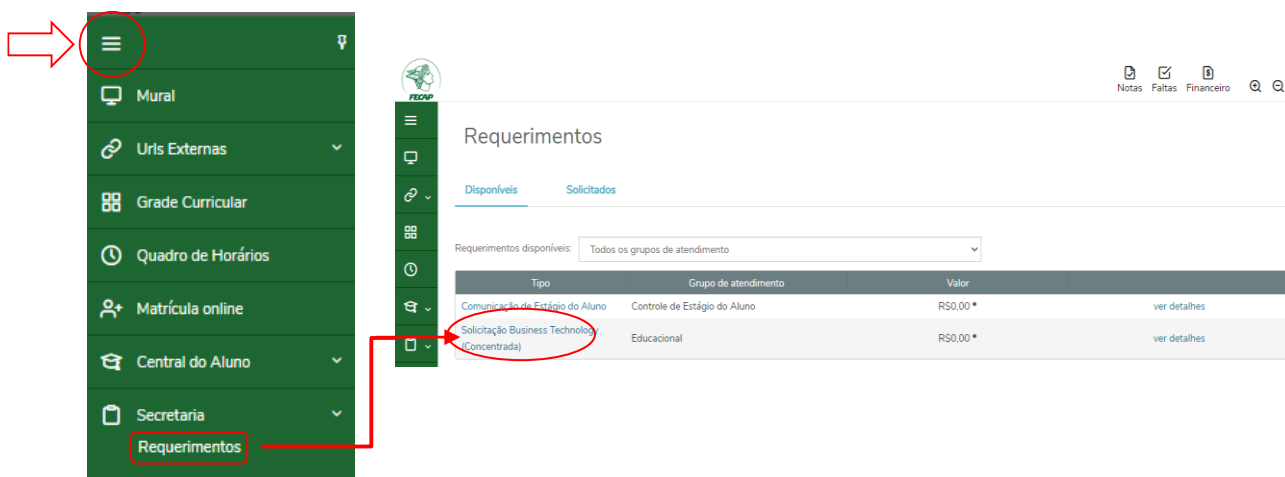 Mural
Urls Externas
Grade Curricular
Quadro de Horários
Matrícula online
Central do Aluno
Secretaria
Requerimentos
FECAP
Notas Faltas Financeiro
Requerimentos
Disponíveis Solicitados
Requerimentos disponíveis: Todos os grupos de atendimento
Tipo Grupo de atendimento Valor
Comunicação de Estágio do Aluno Controle de Estágio do Aluno R$0,00 * ver detalhes
Solicitação Business Technology
(Concentrada) Educacional R$0,00 * ver detalhes